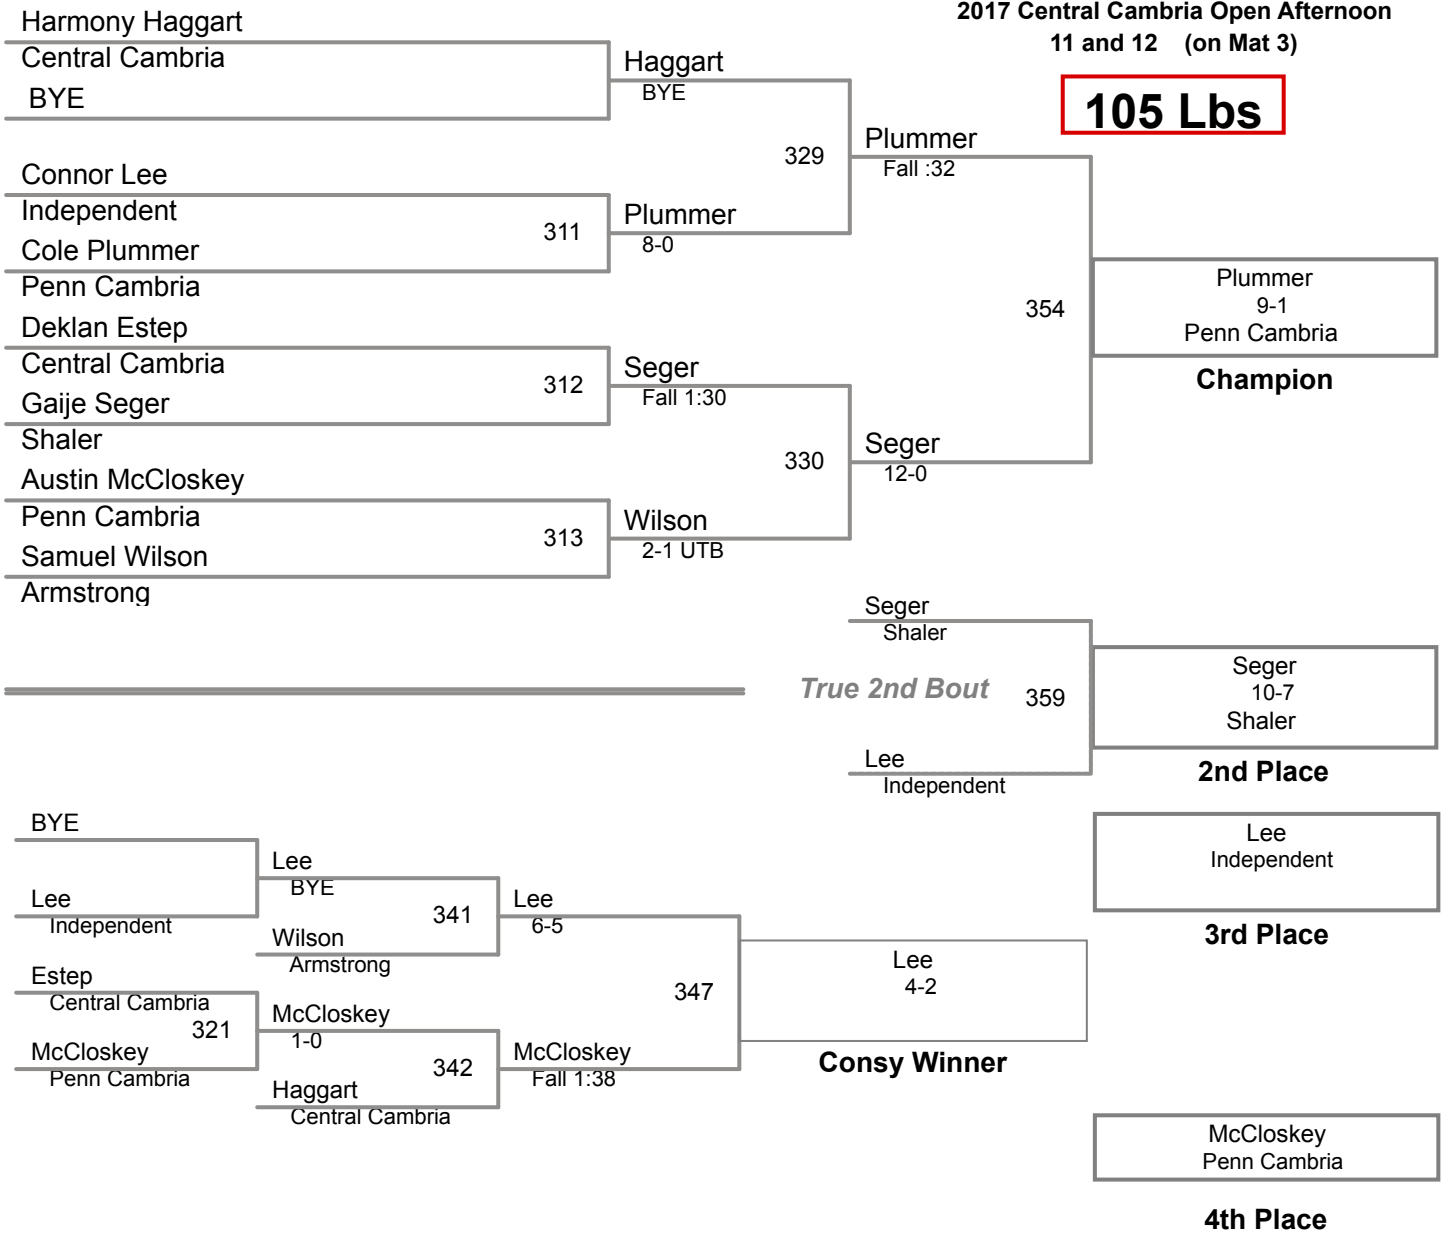 2017 Central Cambria Open Afternoon
11 and 12 (on Mat 3)
105 Lbs
Harmony Haggart
Central Cambria
BYE
Connor Lee
Independent
311
Cole Plummer
Penn Cambria
Deklan Estep
Central Cambria
312
Gaije Seger
Shaler
Austin McCloskey
Penn Cambria
313
Samuel Wilson
Armstrong
Haggart
BYE
329
Plummer
8-0
Seger
Fall 1:30
330
Wilson
2-1 UTB
Plummer
Fall :32
354
Seger
12-0
Plummer
9-1
Penn Cambria
Champion
Seger
Shaler
True 2nd Bout
359
Lee
Independent
Seger
10-7
Shaler
2nd Place
BYE
Lee
Independent
Estep
Central Cambria
321
McCloskey
Penn Cambria
Lee
BYE
341
Wilson
Armstrong
McCloskey
1-0
342
Haggart
Central Cambria
Lee
6-5
347
McCloskey
Fall 1:38
Lee
4-2
Consy Winner
Lee
Independent
3rd Place
McCloskey
Penn Cambria
4th Place